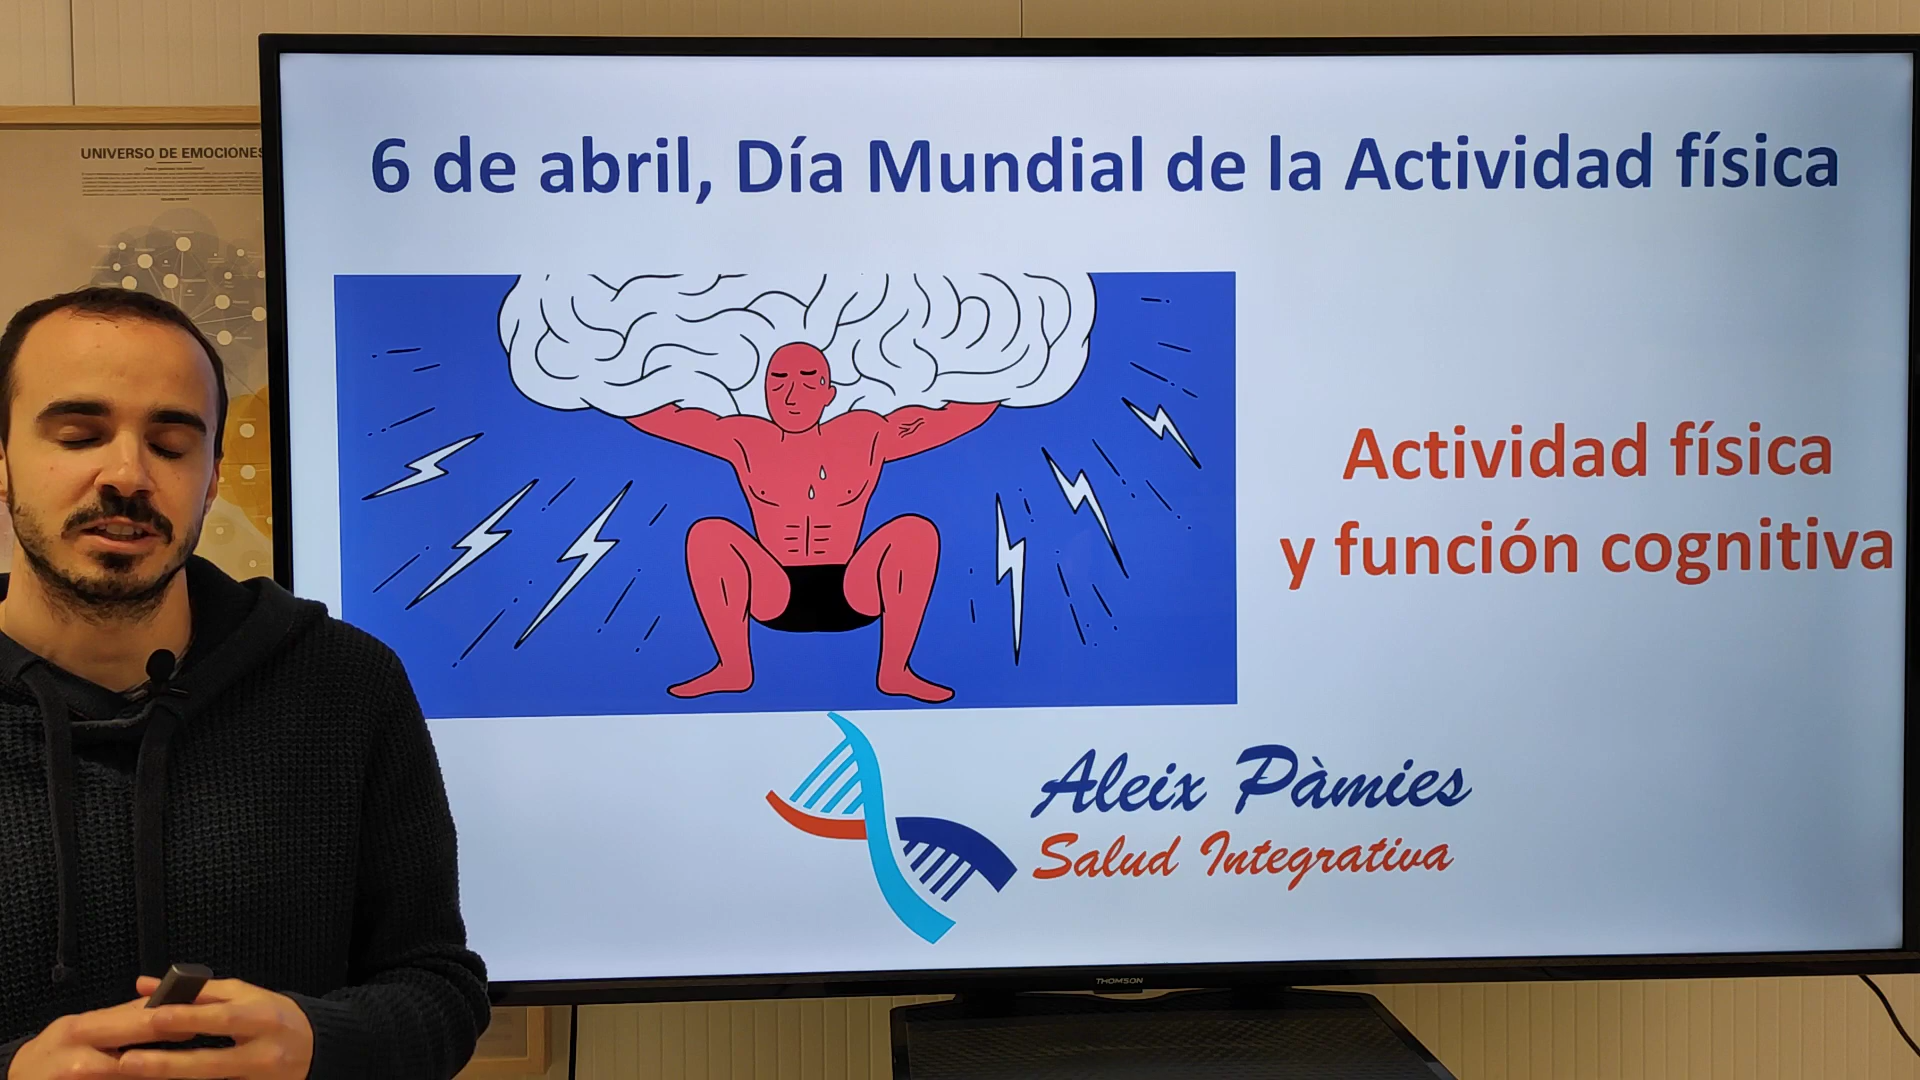 6 de abril, Día Mundial de la Actividad física
UNIVERSO DE EMOCIONES
Actividad física
y función cognitiva
Aleix Pàmies
Salud Integrativa
THOMSON